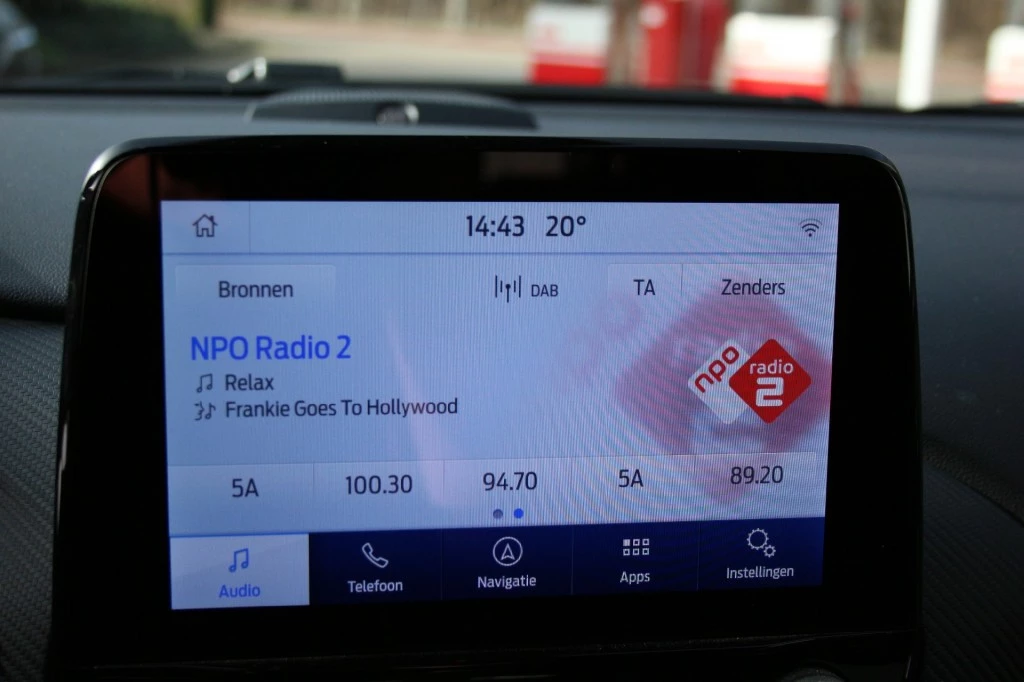 14:43 20°
Bronnen DAB TA Zenders
NPO Radio 2
Relax
Frankie Goes To Hollywood
npo radio 2
5A 100.30 94.70 5A 89.20
Audio Telefoon Navigatie Apps Instellingen